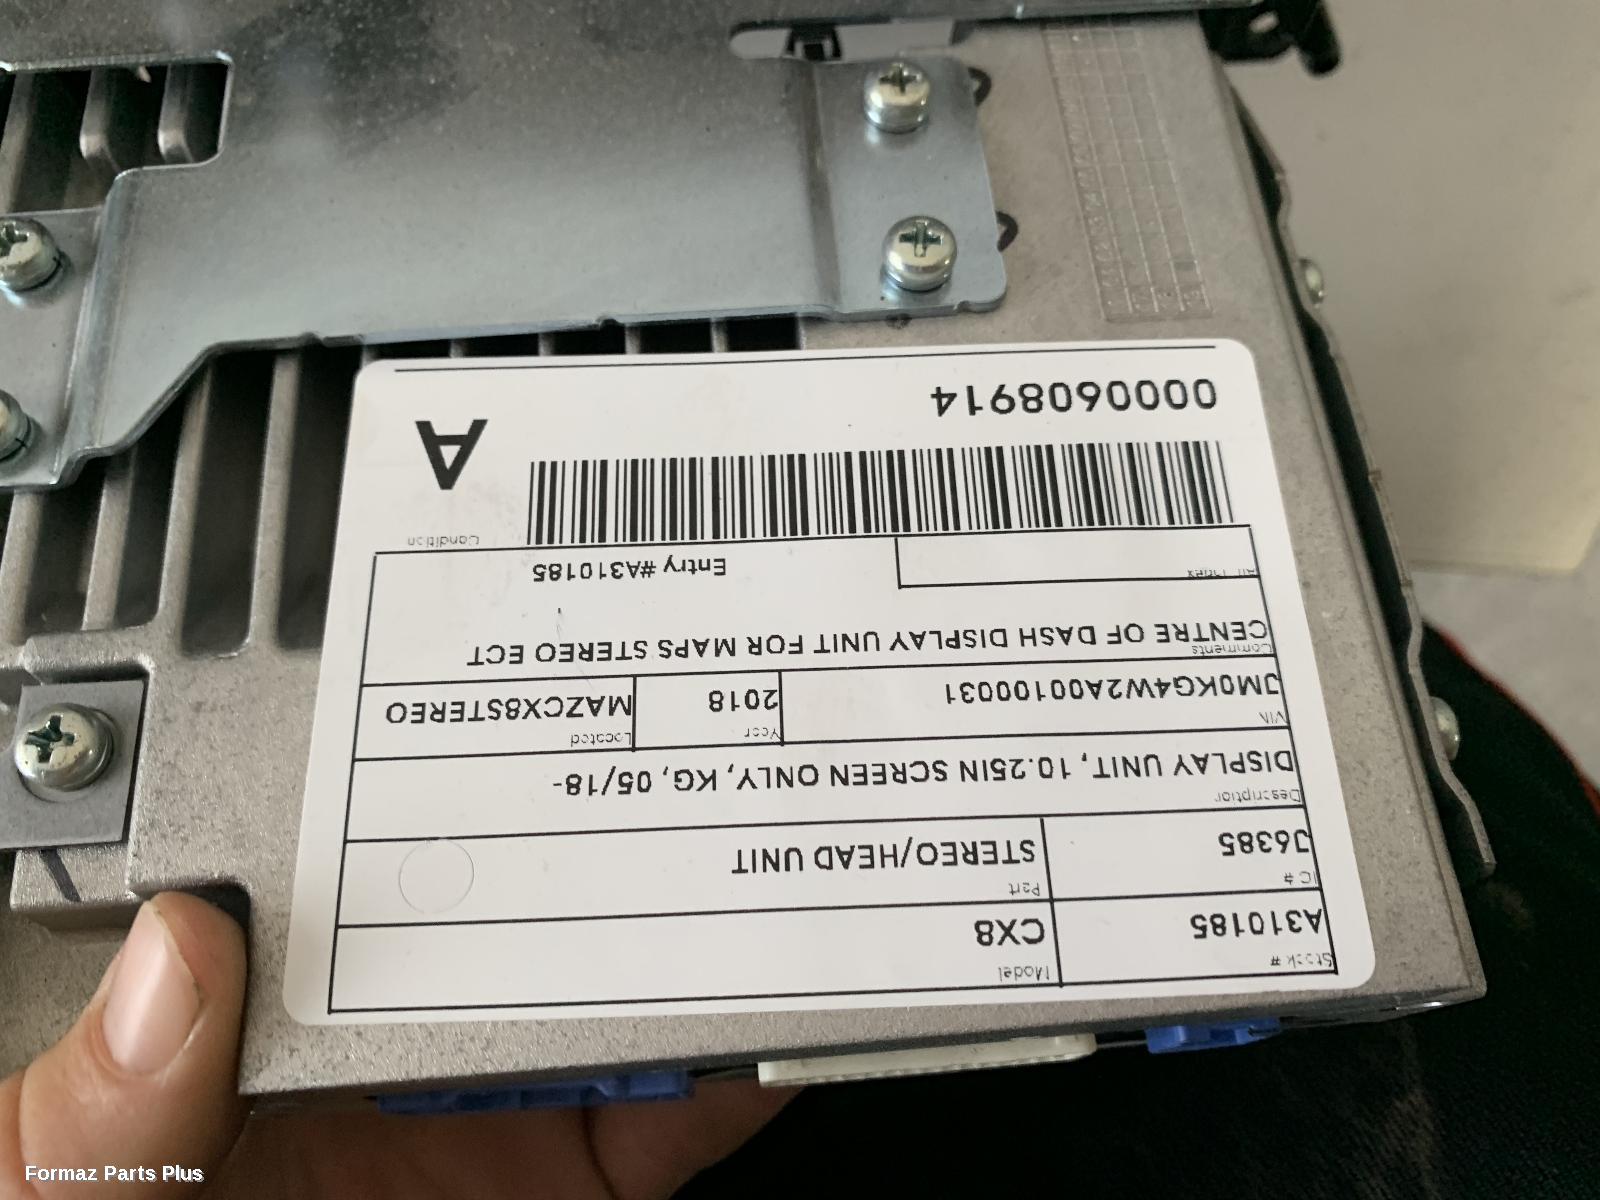 Stock #
A310185
Model
CX8
IC #
J6385
Part
STEREO/HEAD UNIT
Description
DISPLAY UNIT, 10.25IN SCREEN ONLY, KG, 05/18-
VIN
JM0KG4W2A00100031
Year
2018
Located
MAZCX8STEREO
Comments
CENTRE OF DASH DISPLAY UNIT FOR MAPS STEREO ECT
Entry #A310185
Condition
A
0000608914
Formaz Parts Plus